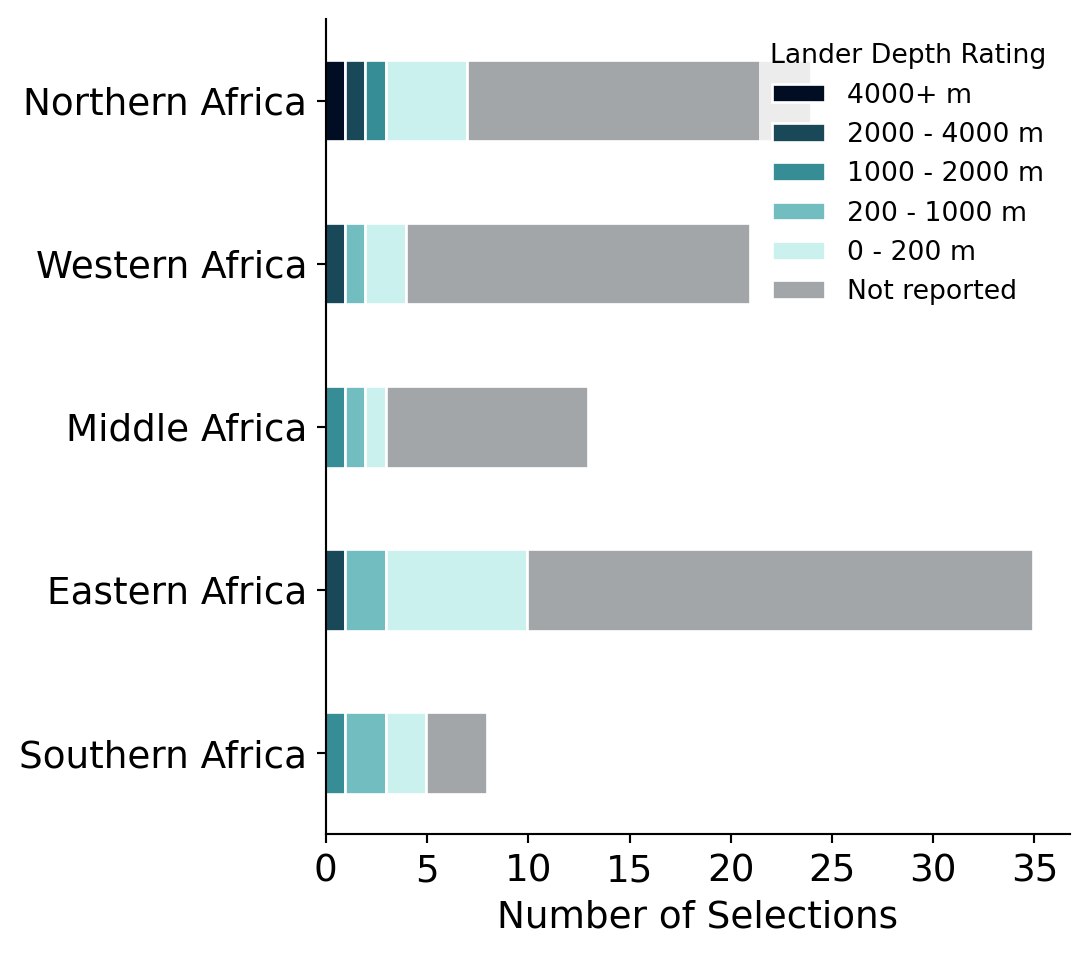 Lander Depth Rating
4000+ m
2000 - 4000 m
1000 - 2000 m
200 - 1000 m
0 - 200 m
Not reported
Northern Africa
Western Africa
Middle Africa
Eastern Africa
Southern Africa
0 5 10 15 20 25 30 35
Number of Selections